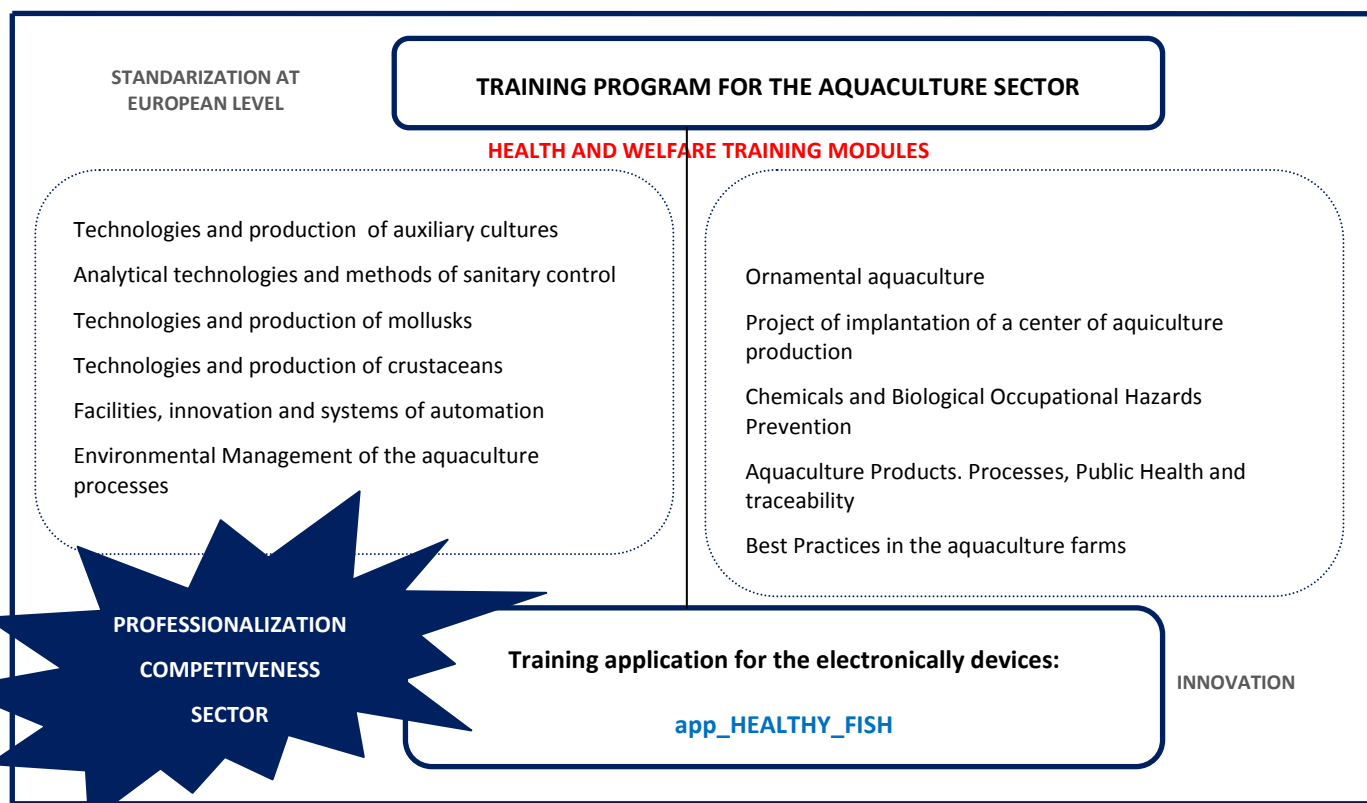 STANDARIZATION AT
EUROPEAN LEVEL
TRAINING PROGRAM FOR THE AQUACULTURE SECTOR
HEALTH AND WELFARE TRAINING MODULES
Technologies and production of auxiliary cultures
Analytical technologies and methods of sanitary control
Technologies and production of mollusks
Technologies and production of crustaceans
Facilities, innovation and systems of automation
Environmental Management of the aquaculture
processes
Ornamental aquaculture
Project of implantation of a center of aquiculture
production
Chemicals and Biological Occupational Hazards
Prevention
Aquaculture Products. Processes, Public Health and
traceability
Best Practices in the aquaculture farms
PROFESSIONALIZATION
COMPETITVENESS
SECTOR
Training application for the electronically devices:
app_HEALTHY_FISH
INNOVATION